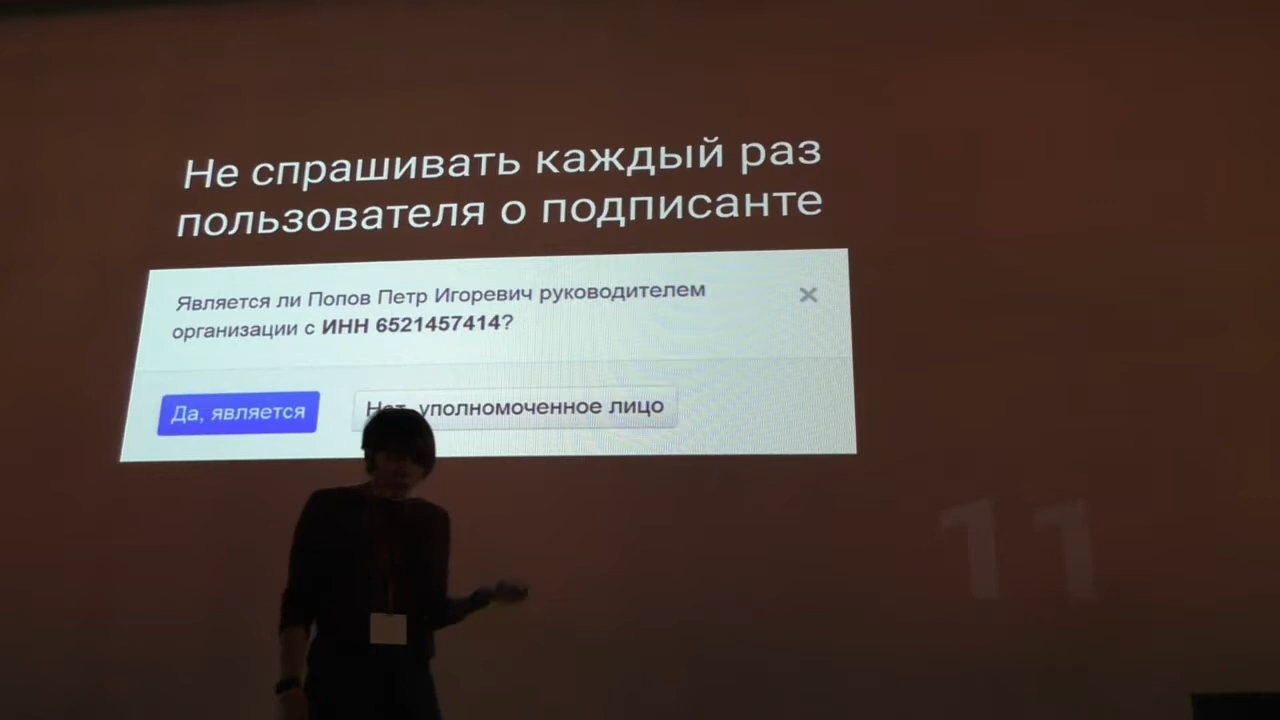 Не спрашивать каждый раз
пользователя о подписанте
Является ли Попов Петр Игоревич руководителем
организации с ИНН 6521457414?
×
Да, является
Нет, уполномоченное лицо
11